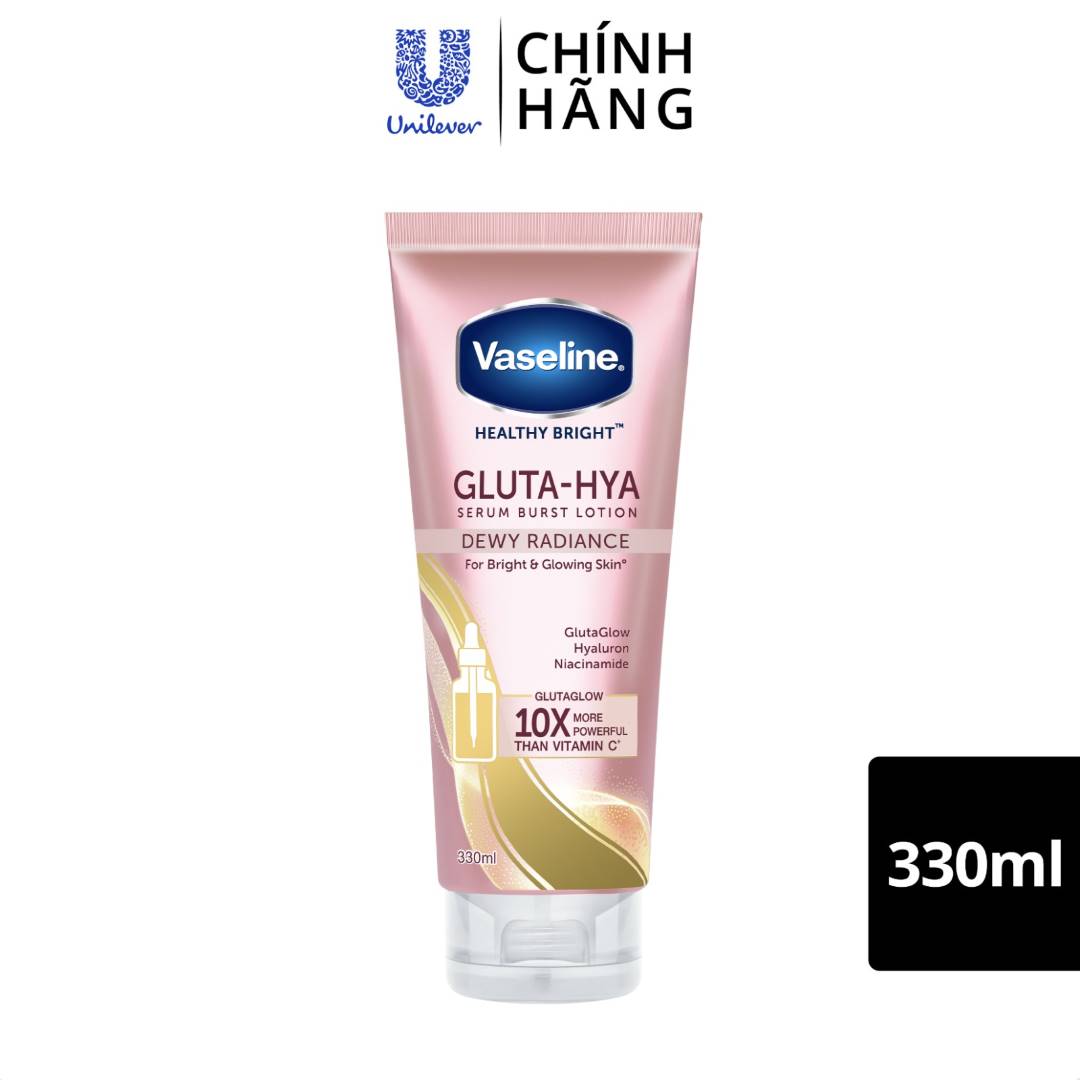 Unilever
CHÍNH
HÃNG
Vaseline®
HEALTHY BRIGHT™
GLUTA-HYA
SERUM BURST LOTION
DEWY RADIANCE
For Bright & Glowing Skin°
GlutaGlow
Hyaluron
Niacinamide
GLUTAGLOW
10X MORE POWERFUL
THAN VITAMIN C⁺
330ml
330ml